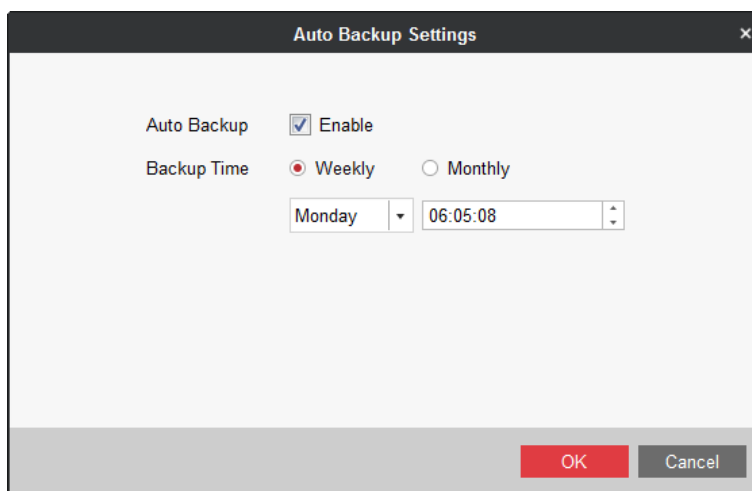 Auto Backup Settings
Auto Backup Enable
Backup Time Weekly Monthly
Monday 06:05:08
OK Cancel